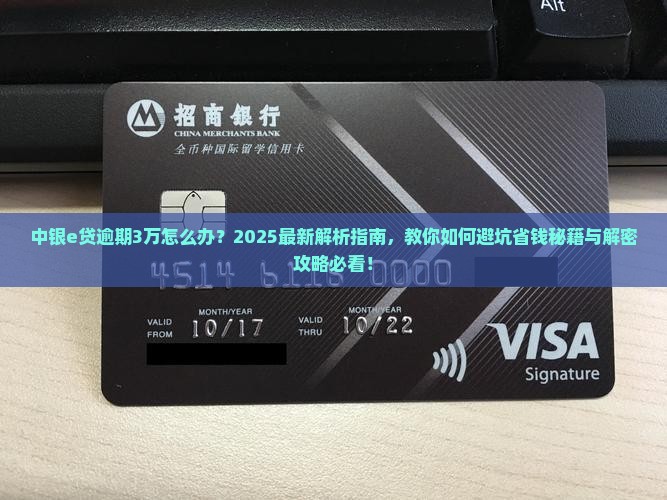 Alt
招商銀行
CHINA MERCHANTS BANK
全币种国际留学信用卡
中银e贷逾期3万怎么办？2025最新解析指南，教你如何避坑省钱秘籍与解密
攻略必看！
4514 6118 0000
MONTH/YEAR MONTH/YEAR
VALID FROM 10/17 VALID THRU 10/22
VISA
Signature